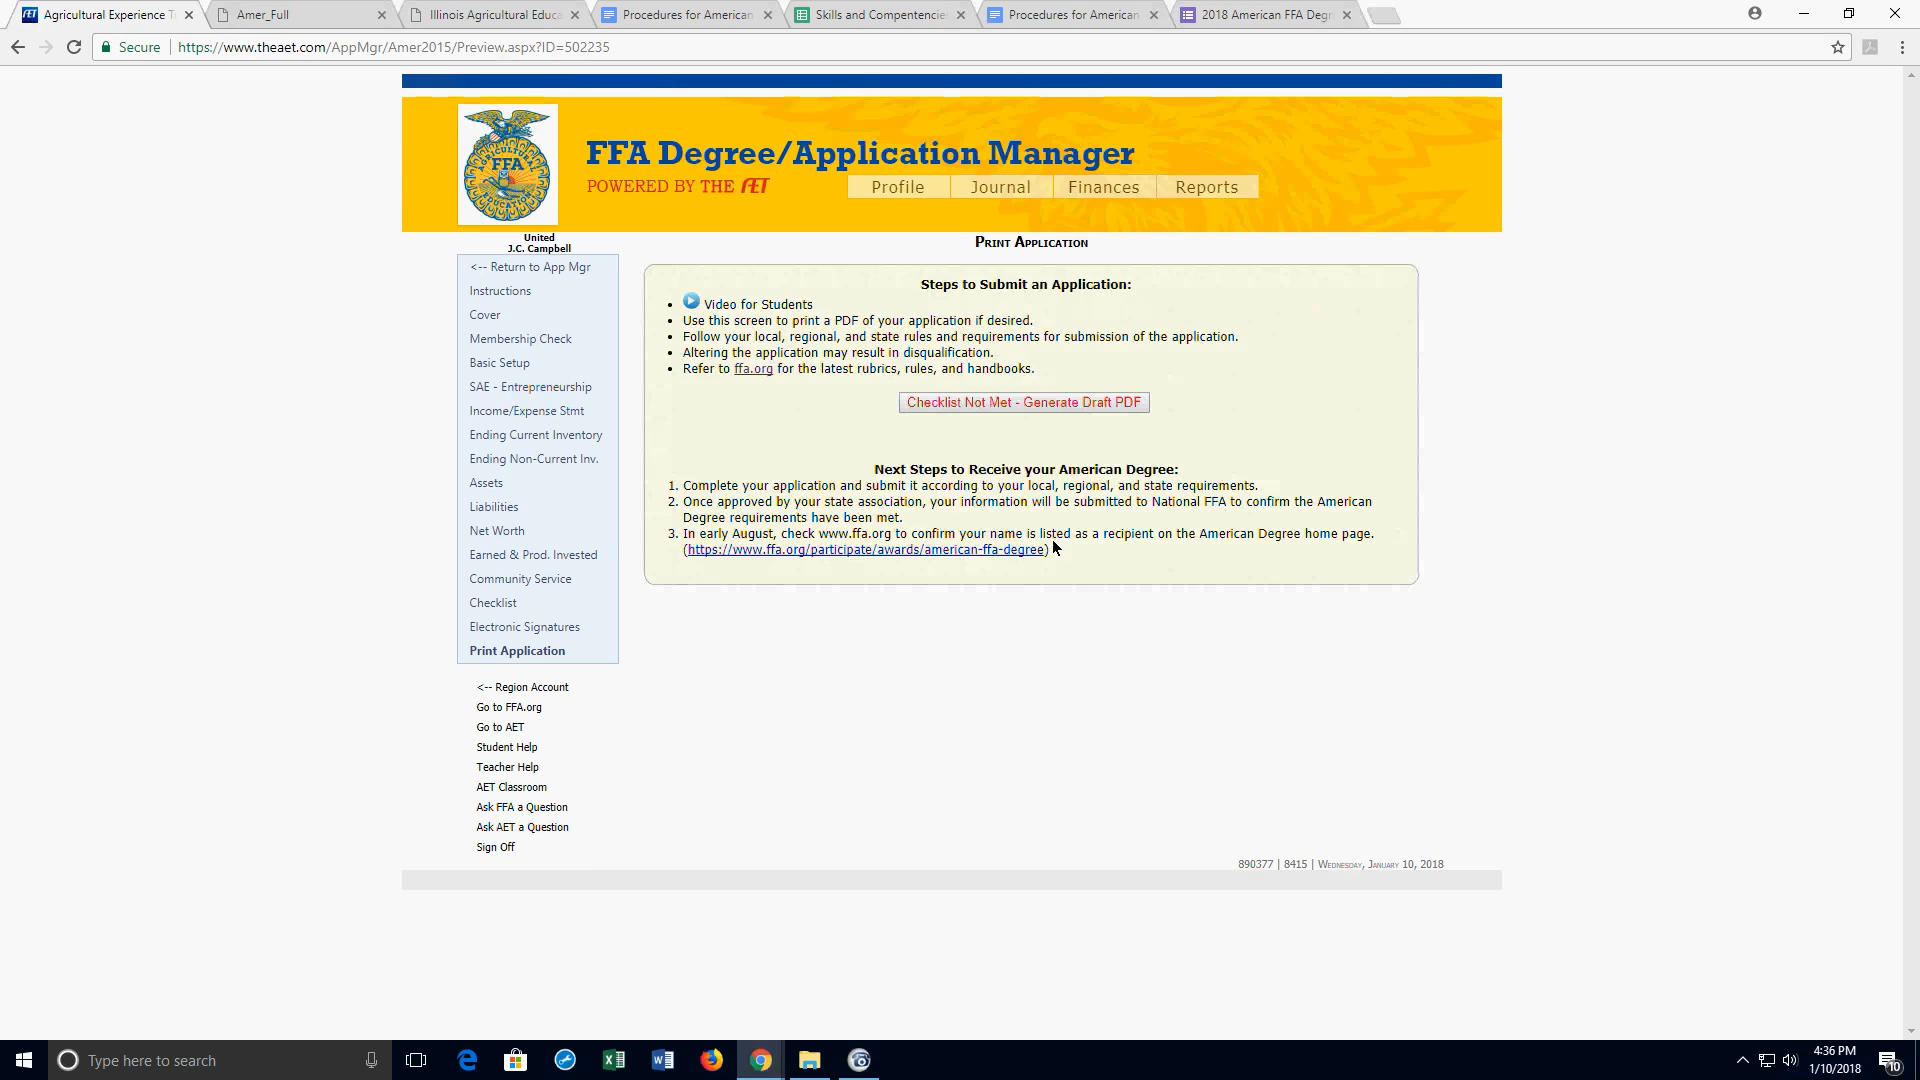 Agricultural Experience T
Amer_Full
Illinois Agricultural Educa
Procedures for American
Skills and Compentencie
Procedures for American
2018 American FFA Degr
Secure
https://www.theaet.com/AppMgr/Amer2015/Preview.aspx?ID=502235
FFA
AGRICULTURAL
EDUCATION
FFA Degree/Application Manager
POWERED BY THE AET
Profile
Journal
Finances
Reports
United
J.C. Campbell
<-- Return to App Mgr
Instructions
Cover
Membership Check
Basic Setup
SAE - Entrepreneurship
Income/Expense Stmt
Ending Current Inventory
Ending Non-Current Inv.
Assets
Liabilities
Net Worth
Earned & Prod. Invested
Community Service
Checklist
Electronic Signatures
Print Application
<-- Region Account
Go to FFA.org
Go to AET
Student Help
Teacher Help
AET Classroom
Ask FFA a Question
Ask AET a Question
Sign Off
Print Application
Steps to Submit an Application:
• Video for Students
• Use this screen to print a PDF of your application if desired.
• Follow your local, regional, and state rules and requirements for submission of the application.
• Altering the application may result in disqualification.
• Refer to ffa.org for the latest rubrics, rules, and handbooks.
Checklist Not Met - Generate Draft PDF
Next Steps to Receive your American Degree:
1. Complete your application and submit it according to your local, regional, and state requirements.
2. Once approved by your state association, your information will be submitted to National FFA to confirm the American
Degree requirements have been met.
3. In early August, check www.ffa.org to confirm your name is listed as a recipient on the American Degree home page.
(https://www.ffa.org/participate/awards/american-ffa-degree)
890377 | 8415 | Wednesday, January 10, 2018
Type here to search
4:36 PM
1/10/2018
10